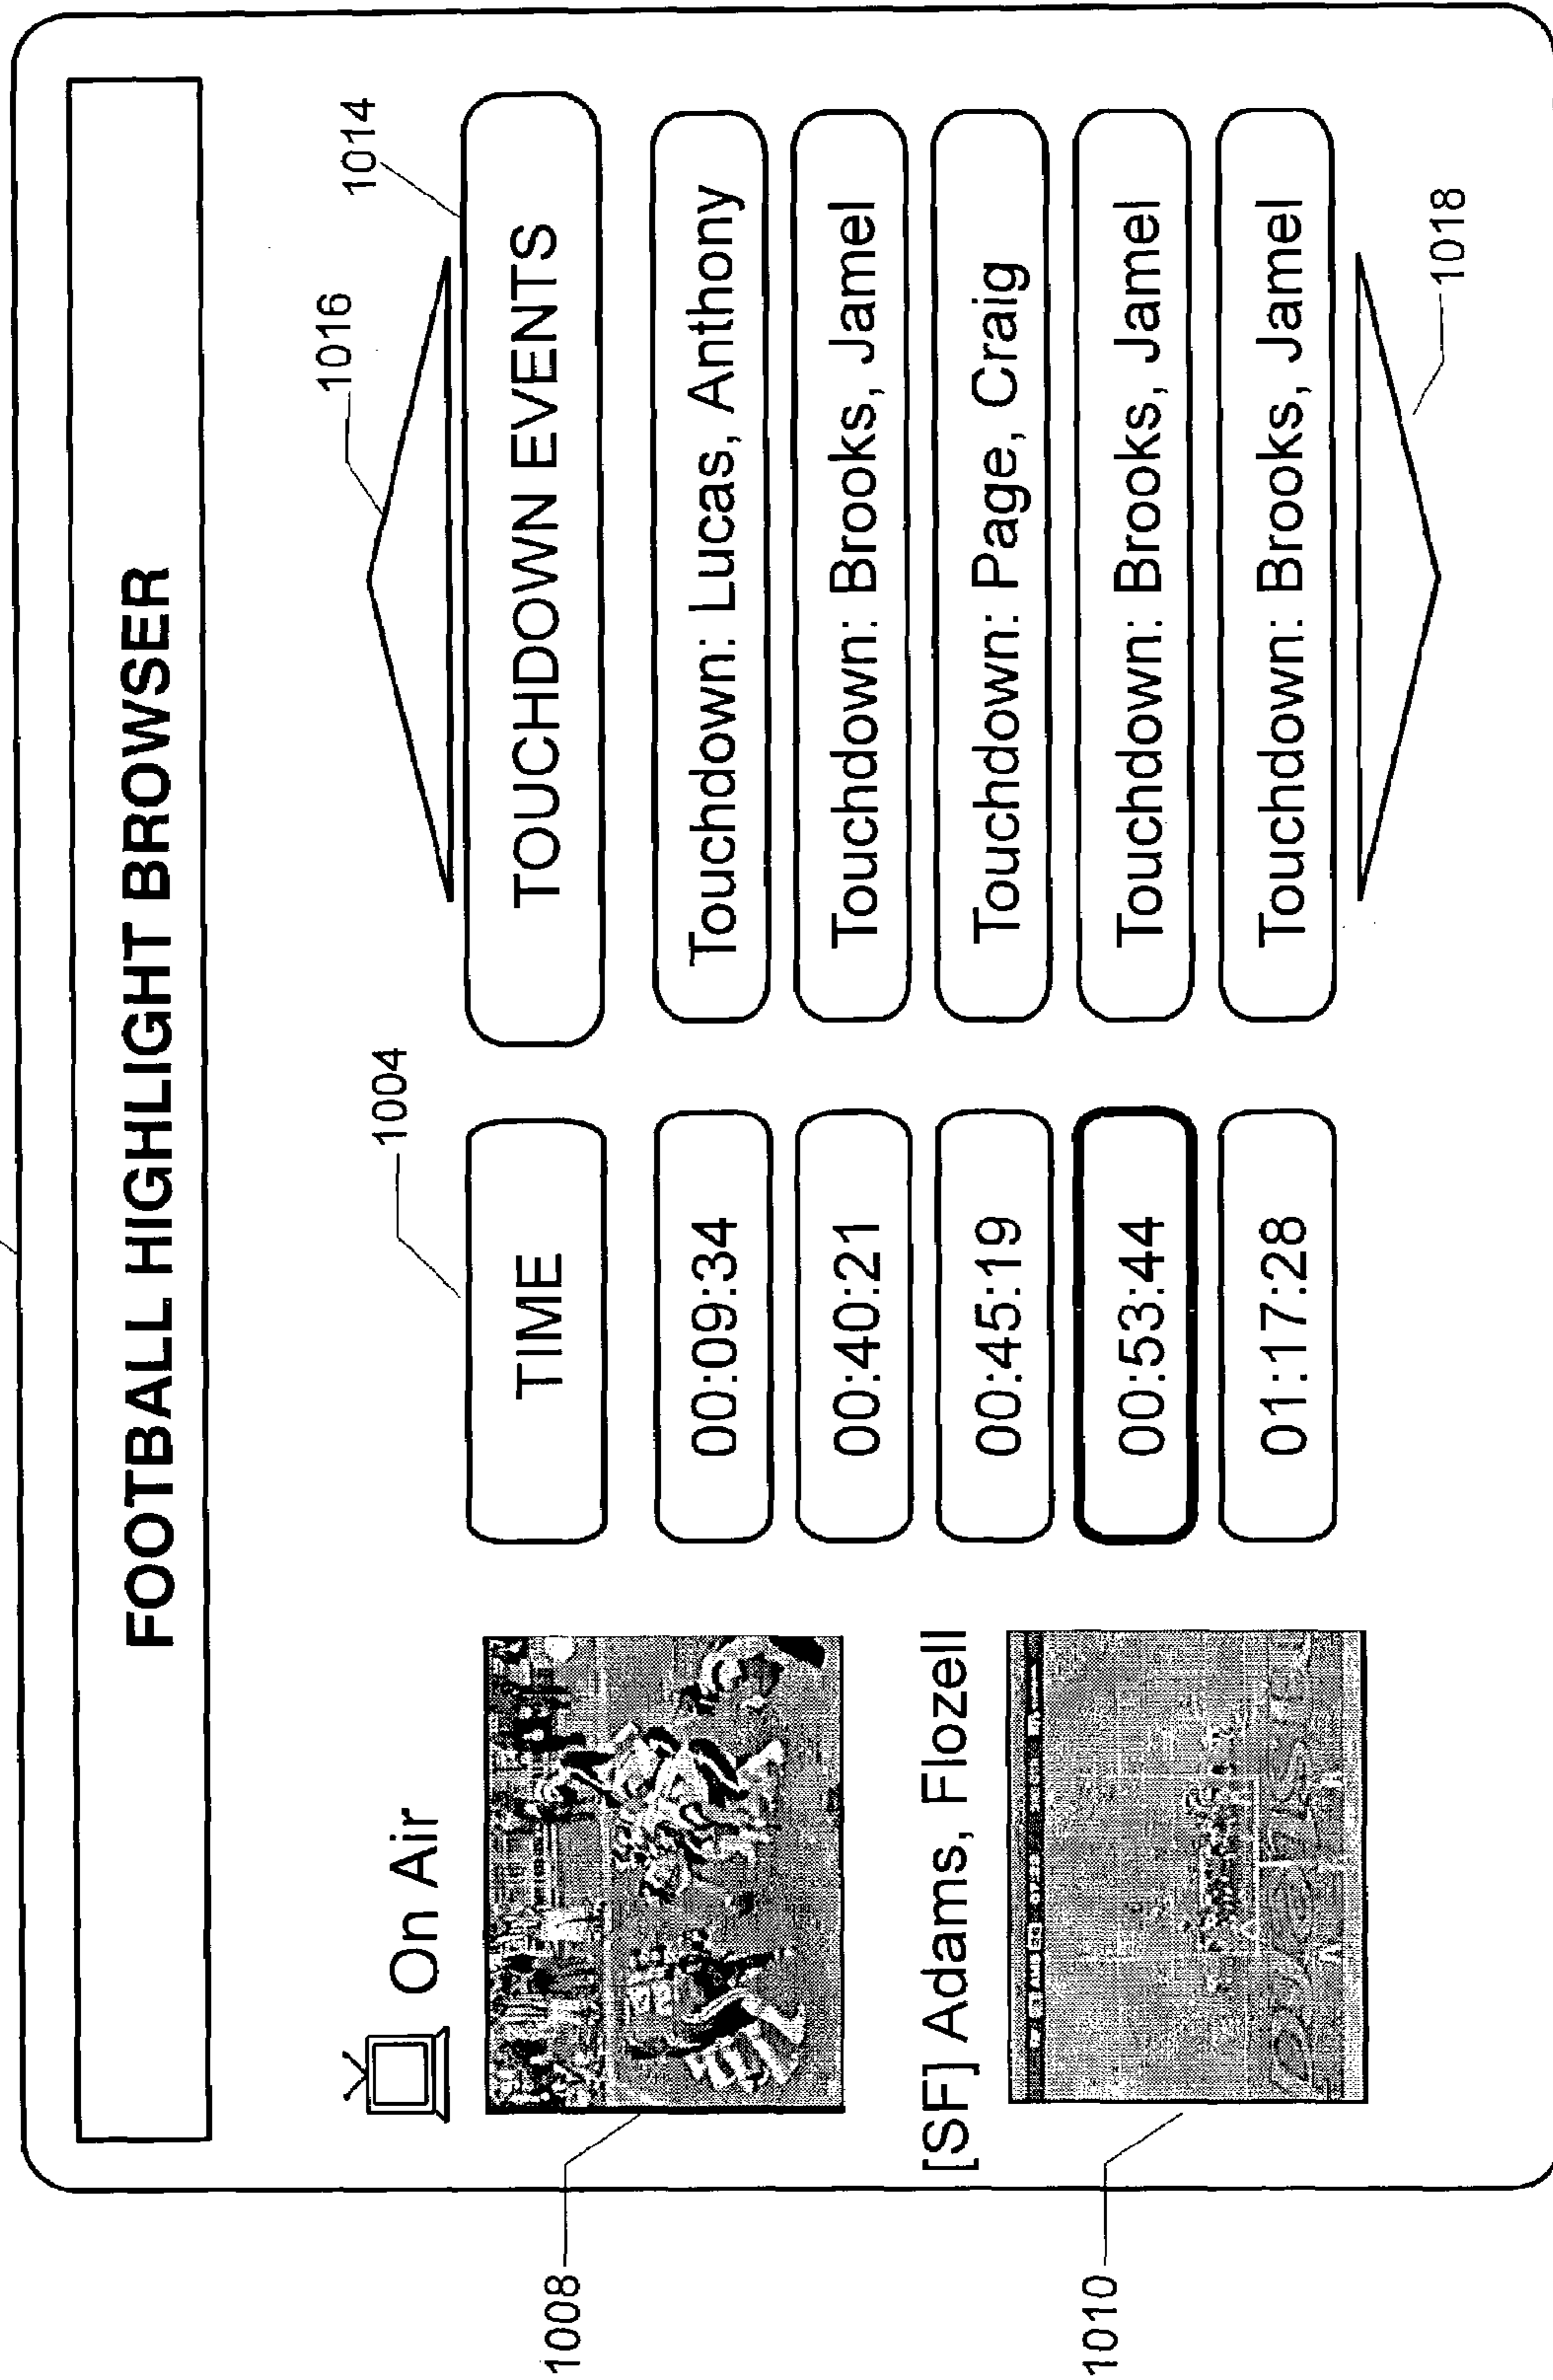 FOOTBALL HIGHLIGHT BROWSER
1016
1014
1004
On Air
TIME
TOUCHDOWN EVENTS
1008
00:09:34
Touchdown: Lucas, Anthony
00:40:21
Touchdown: Brooks, Jamel
[SF] Adams, Flozell
00:45:19
Touchdown: Page, Craig
1010
00:53:44
Touchdown: Brooks, Jamel
01:17:28
Touchdown: Brooks, Jamel
1018